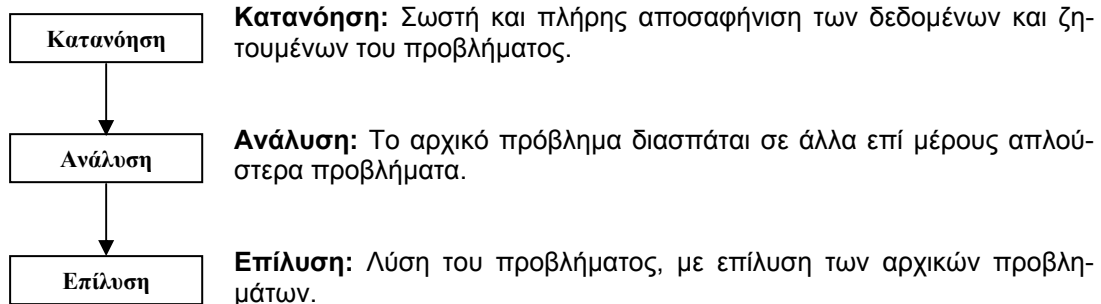 Κατανόηση
Κατανόηση: Σωστή και πλήρης αποσαφήνιση των δεδομένων και ζη-
τουμένων του προβλήματος.
Ανάλυση
Ανάλυση: Το αρχικό πρόβλημα διασπάται σε άλλα επί μέρους απλού-
στερα προβλήματα.
Επίλυση
Επίλυση: Λύση του προβλήματος, με επίλυση των αρχικών προβλη-
μάτων.